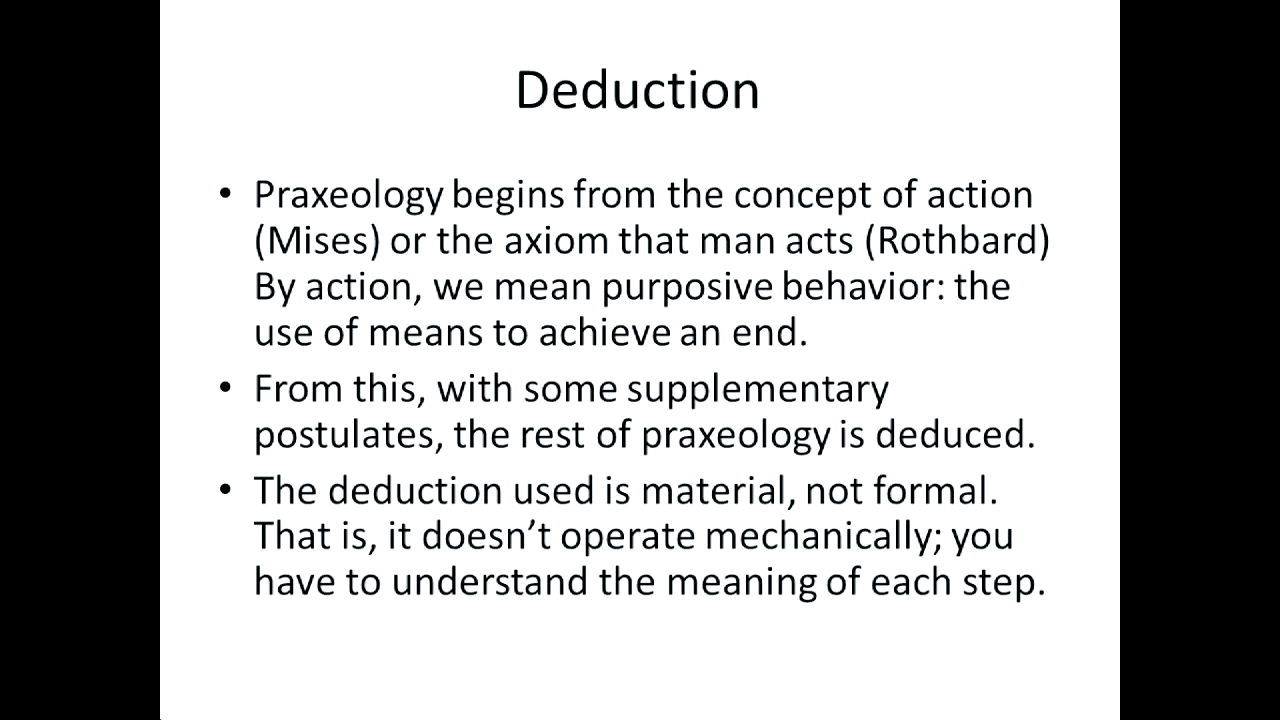 Deduction
• Praxeology begins from the concept of action
(Mises) or the axiom that man acts (Rothbard)
By action, we mean purposive behavior: the
use of means to achieve an end.
• From this, with some supplementary
postulates, the rest of praxeology is deduced.
• The deduction used is material, not formal.
That is, it doesn’t operate mechanically; you
have to understand the meaning of each step.